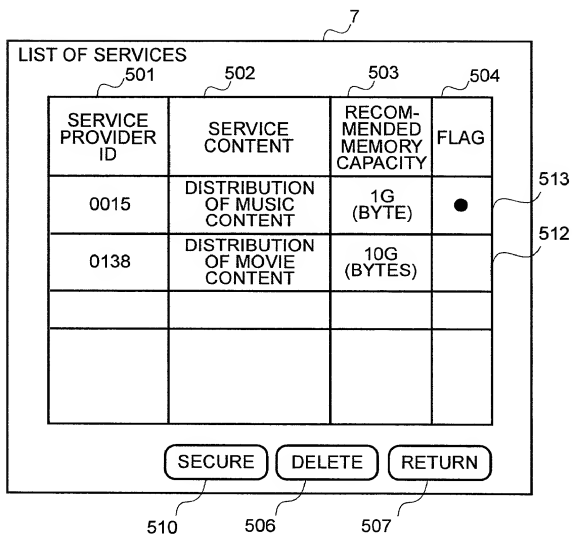 7
LIST OF SERVICES
501
502
503
504
SERVICE
PROVIDER
ID
SERVICE
CONTENT
RECOM-
MENDED
MEMORY
CAPACITY
FLAG
0015
DISTRIBUTION
OF MUSIC
CONTENT
1G
(BYTE)
●
513
0138
DISTRIBUTION
OF MOVIE
CONTENT
10G
(BYTES)
512
SECURE
DELETE
RETURN
510
506
507